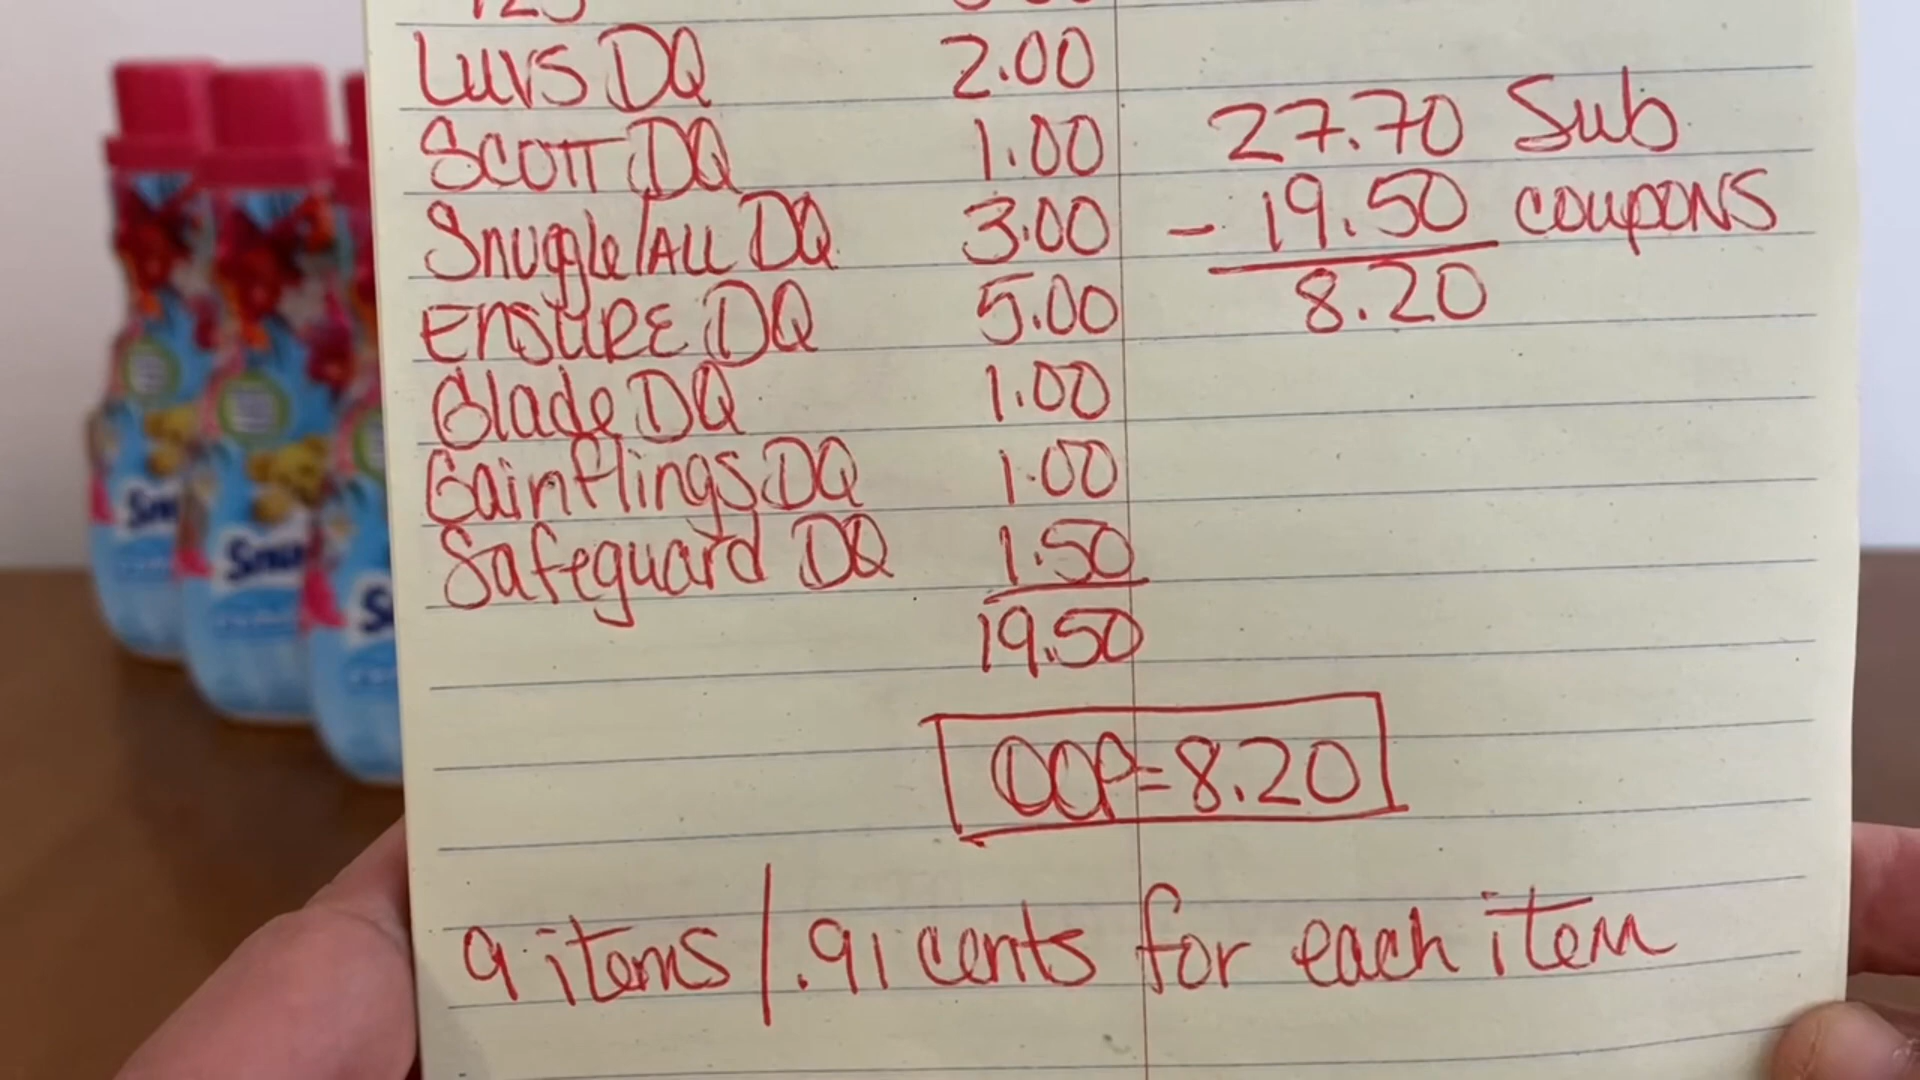 Luvs DQ 2.00
Scott DQ 1.00
Snuggle/All DQ 3.00
Ensure DQ 5.00
Glade DQ 1.00
Gain flings DQ 1.00
Safeguard DQ 1.50
19.50
27.70 Sub
- 19.50 coupons
8.20
OOP=8.20
9 items / .91 cents for each item